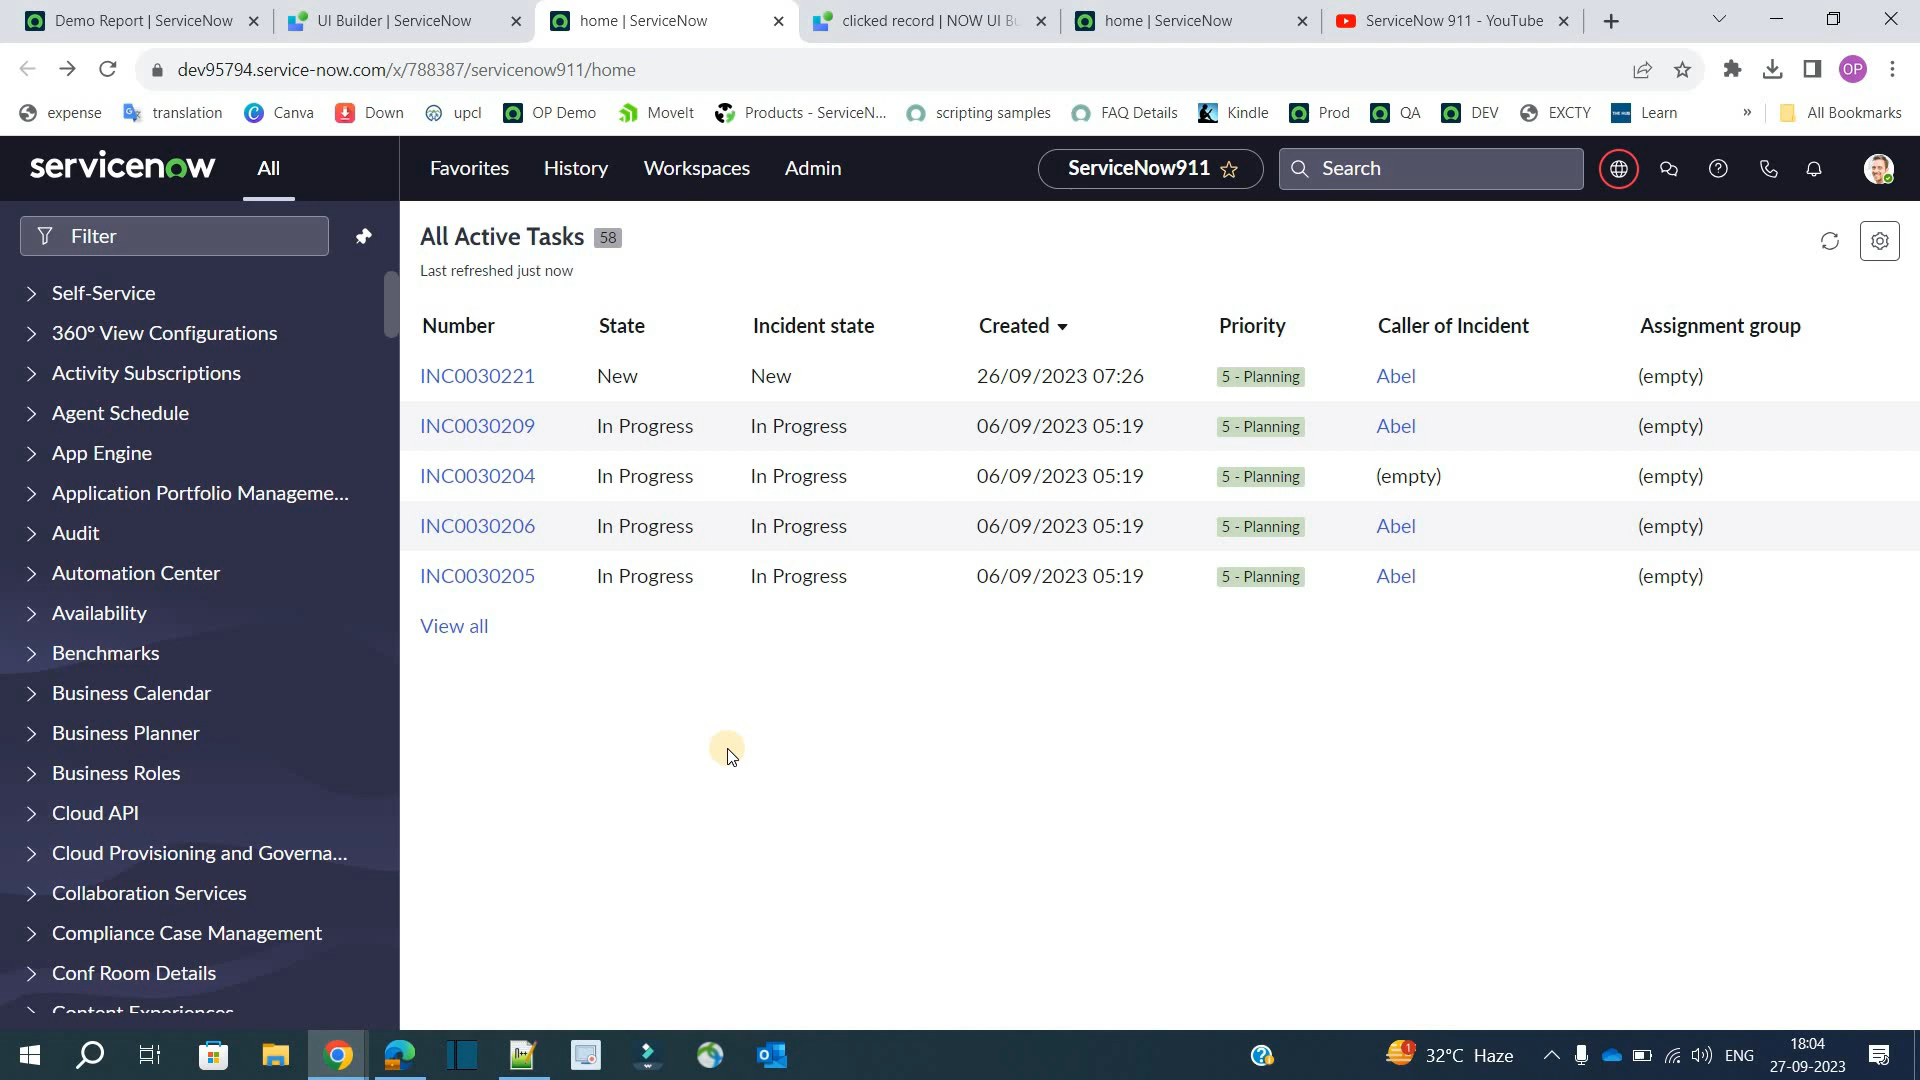 Demo Report | ServiceNow
UI Builder | ServiceNow
home | ServiceNow
clicked record | NOW UI Bu
home | ServiceNow
ServiceNow 911 - YouTube
dev95794.service-now.com/x/788387/servicenow911/home
OP
expense
translation
Canva
Down
upcl
OP Demo
MoveIt
Products - ServiceN...
scripting samples
FAQ Details
Kindle
Prod
QA
DEV
EXCTY
Learn
»
All Bookmarks
servicenow
All
Favorites
History
Workspaces
Admin
ServiceNow911
Search
Filter
Self-Service
360° View Configurations
Activity Subscriptions
Agent Schedule
App Engine
Application Portfolio Manageme...
Audit
Automation Center
Availability
Benchmarks
Business Calendar
Business Planner
Business Roles
Cloud API
Cloud Provisioning and Governa...
Collaboration Services
Compliance Case Management
Conf Room Details
Content Experiences
All Active Tasks 58
Last refreshed just now
Number State Incident state Created Priority Caller of Incident Assignment group
INC0030221 New New 26/09/2023 07:26 5 - Planning Abel (empty)
INC0030209 In Progress In Progress 06/09/2023 05:19 5 - Planning Abel (empty)
INC0030204 In Progress In Progress 06/09/2023 05:19 5 - Planning (empty) (empty)
INC0030206 In Progress In Progress 06/09/2023 05:19 5 - Planning Abel (empty)
INC0030205 In Progress In Progress 06/09/2023 05:19 5 - Planning Abel (empty)
View all
1
32°C Haze
ENG
18:04
27-09-2023